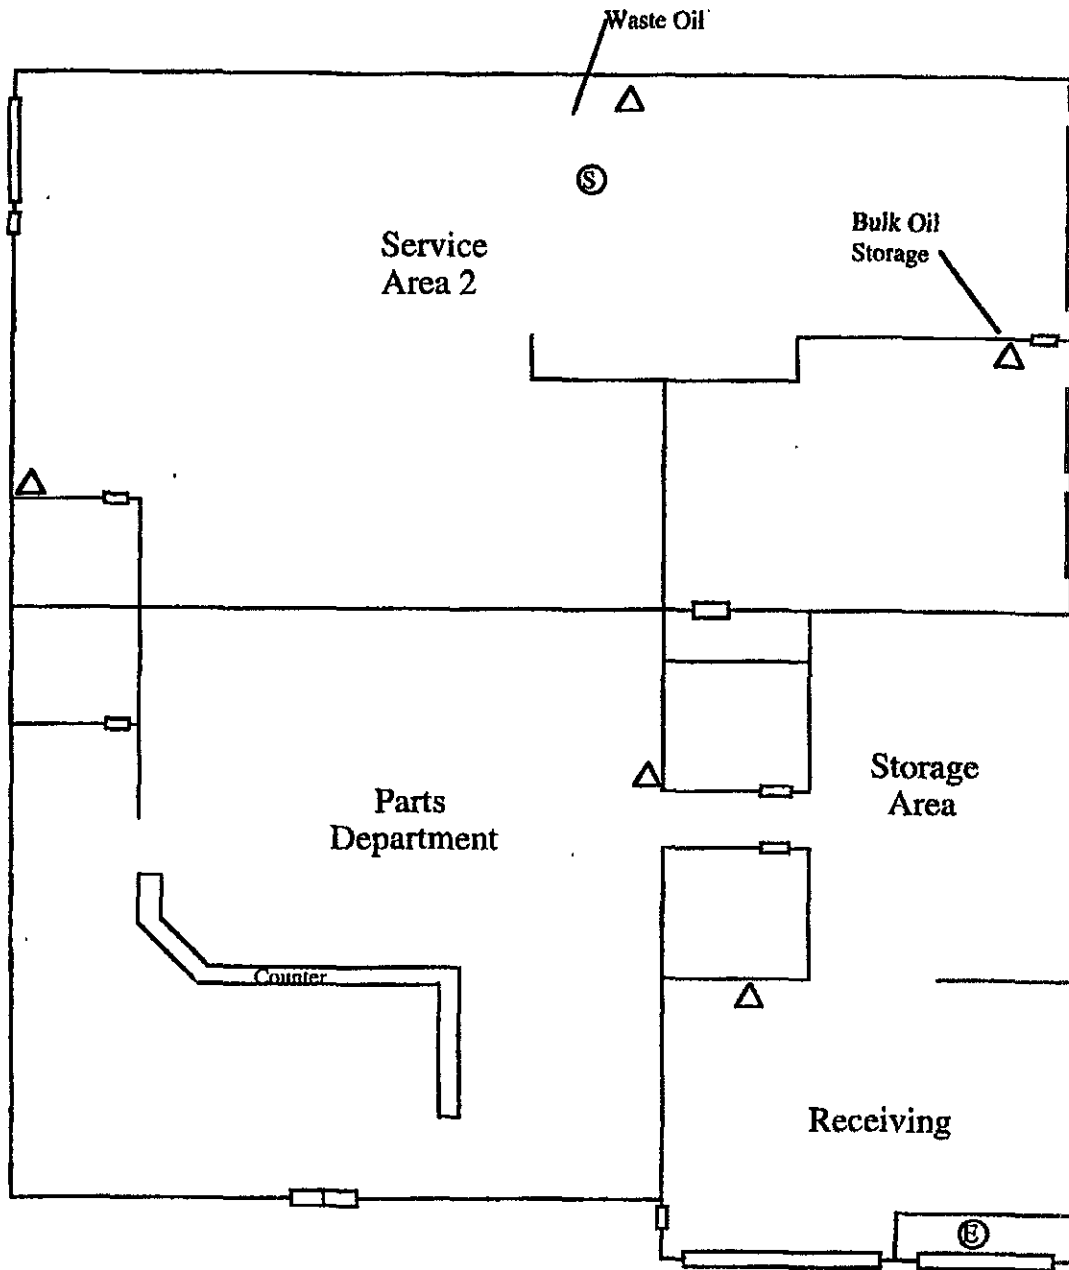 Waste Oil
S
Bulk Oil
Storage
Service
Area 2
Storage
Area
Parts
Department
Counter
Receiving
E